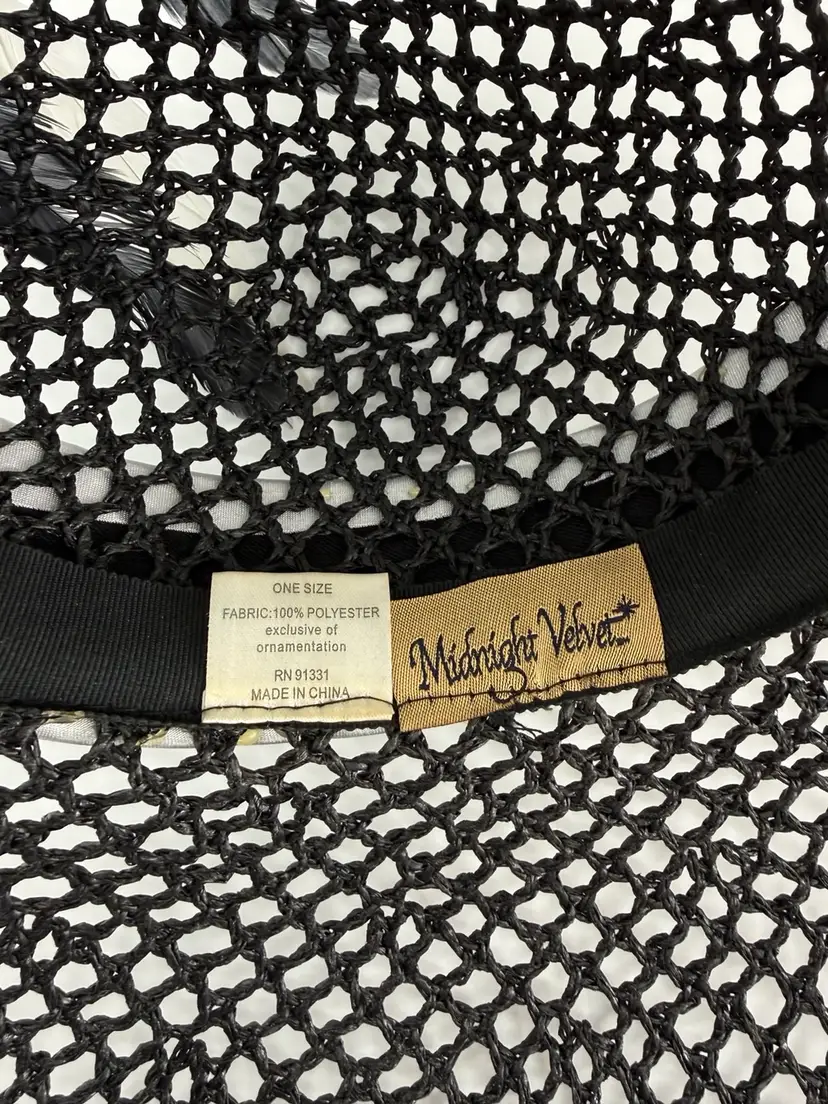 ONE SIZE
FABRIC:100% POLYESTER
exclusive of
ornamentation
RN 91331
MADE IN CHINA
Midnight Velvet